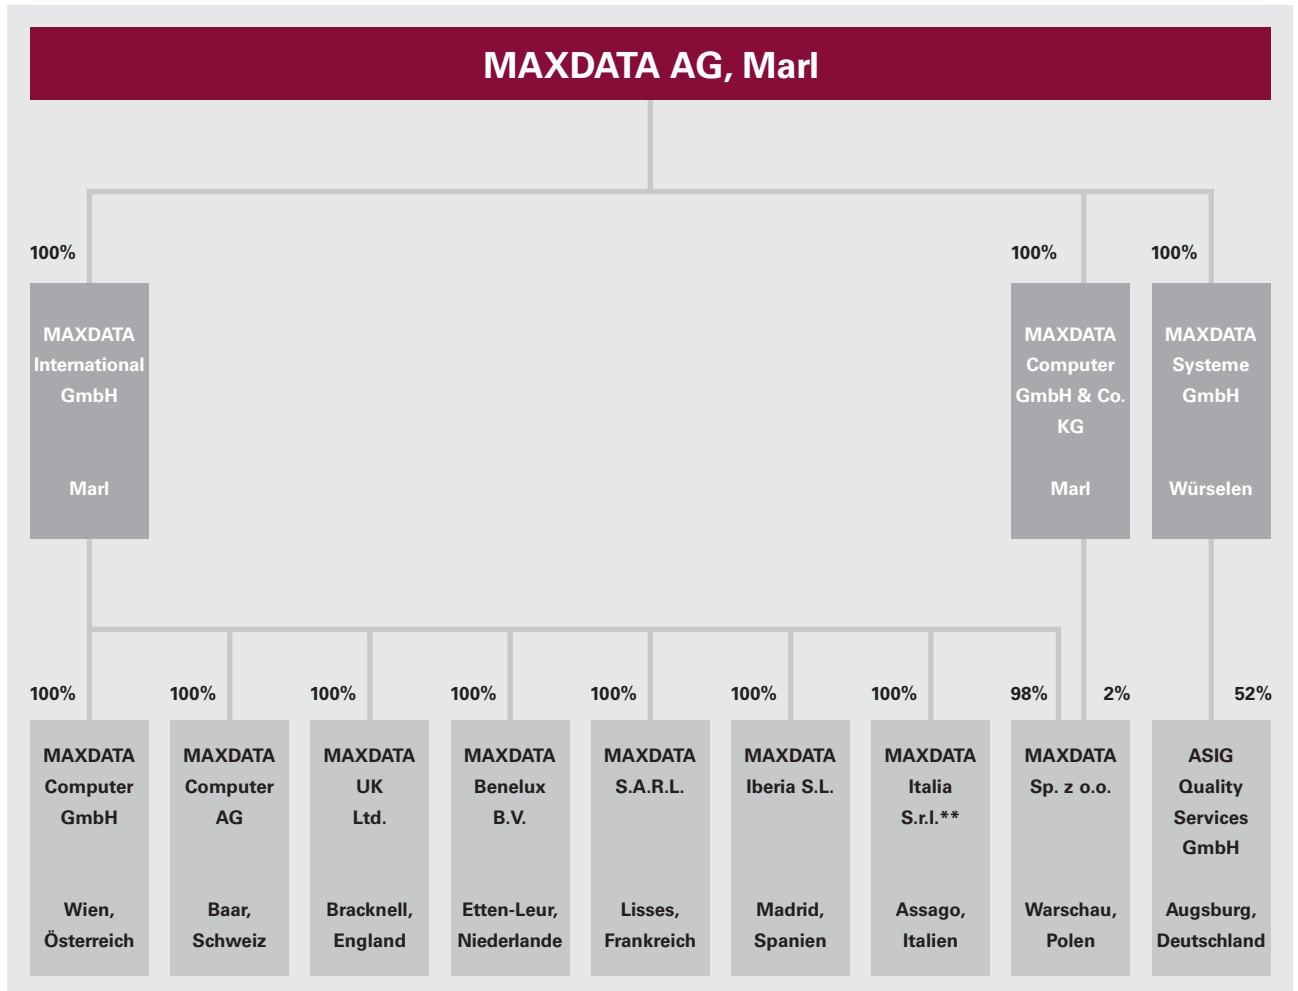 MAXDATA AG, Marl
100%
100%
100%
MAXDATA
International
GmbH
Marl
MAXDATA
Computer
GmbH & Co.
KG
Marl
MAXDATA
Systeme
GmbH
Würselen
100%
100%
100%
100%
100%
100%
100%
98%
2%
52%
MAXDATA
Computer
GmbH
Wien,
Österreich
MAXDATA
Computer
AG
Baar,
Schweiz
MAXDATA
UK
Ltd.
Bracknell,
England
MAXDATA
Benelux
B.V.
Etten-Leur,
Niederlande
MAXDATA
S.A.R.L.
Lisses,
Frankreich
MAXDATA
Iberia S.L.
Madrid,
Spanien
MAXDATA
Italia
S.r.l.**
Assago,
Italien
MAXDATA
Sp. z o.o.
Warschau,
Polen
ASIG
Quality
Services
GmbH
Augsburg,
Deutschland